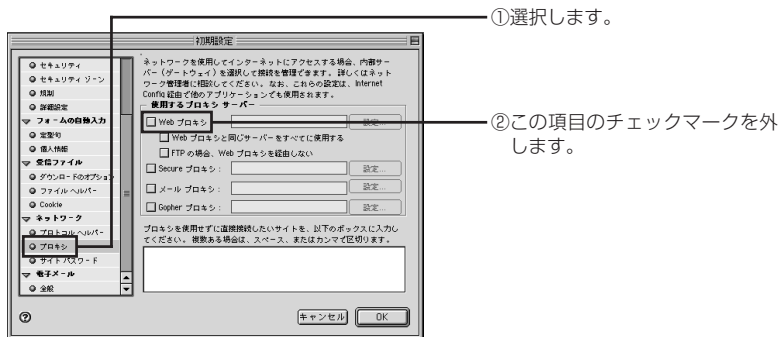 ①選択します。
初期設定
セキュリティ
セキュリティ ゾーン
規制
詳細設定
フォームの自動入力
定型句
個人情報
受信ファイル
ダウンロードのオプション
ファイル ヘルパー
Cookie
ネットワーク
プロトコル ヘルパー
プロキシ
サイト パスワード
電子メール
全般
ネットワークを使用してインターネットにアクセスする場合、内部サー
バー（ゲートウェイ）を選択して接続を管理できます。 詳しくはネット
ワーク管理者に相談してください。 なお、これらの設定は、Internet
Config 経由で他のアプリケーションでも使用されます。
使用するプロキシ サーバー
Web プロキシ
設定...
Web プロキシと同じサーバーをすべてに使用する
FTP の場合、Web プロキシを経由しない
Secure プロキシ：
設定...
メール プロキシ：
設定...
Gopher プロキシ：
設定...
プロキシを使用せずに直接接続したいサイトを、以下のボックスに入力し
てください。 複数ある場合は、スペース、またはカンマで区切ります。
キャンセル
OK
②この項目のチェックマークを外
します。